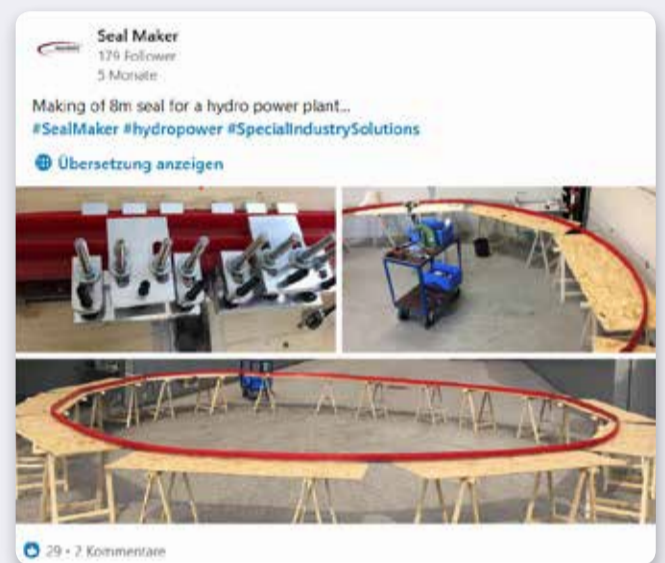 Seal Maker
179 Follower
5 Monate
Making of 8m seal for a hydro power plant...
#SealMaker #hydropower #SpecialIndustrySolutions
Übersetzung anzeigen
29 • 2 Kommentare